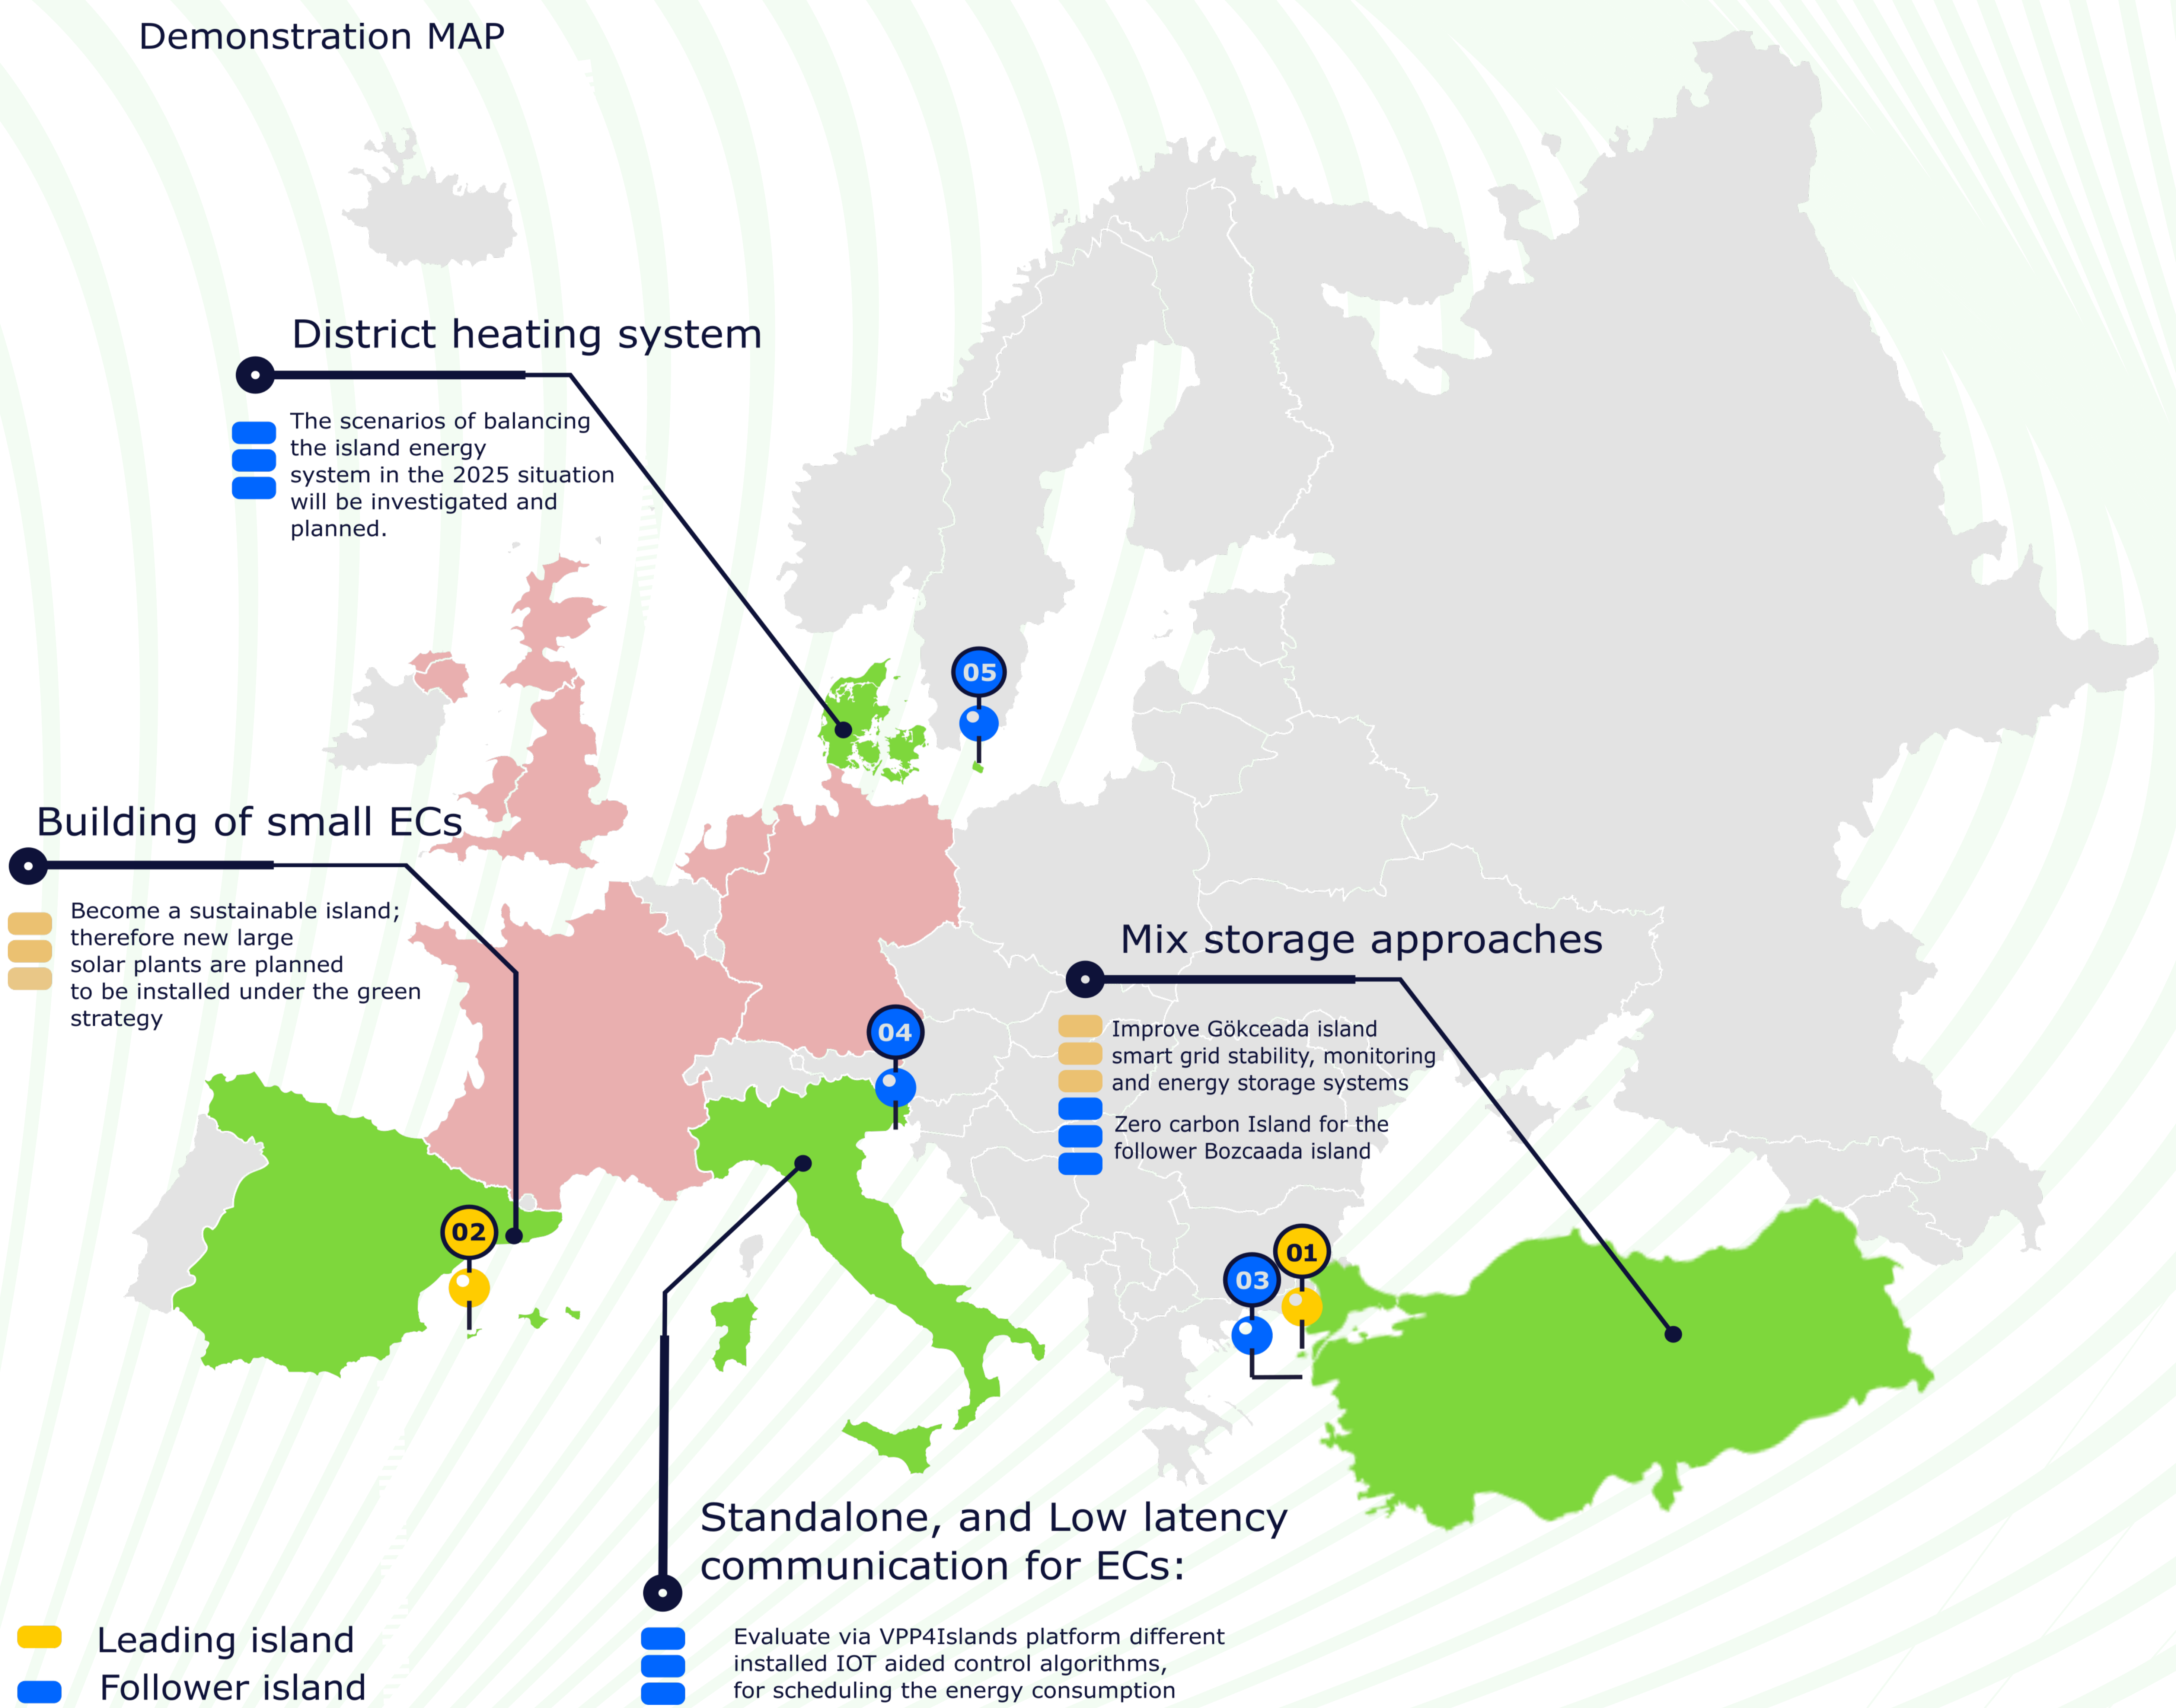 Demonstration MAP
District heating system
The scenarios of balancing
the island energy
system in the 2025 situation
will be investigated and
planned.
05
Building of small ECs
Become a sustainable island;
therefore new large
solar plants are planned
to be installed under the green
strategy
Mix storage approaches
Improve Gökceada island
smart grid stability, monitoring
and energy storage systems
Zero carbon Island for the
follower Bozcaada island
04
02
01
03
Standalone, and Low latency
communication for ECs:
Evaluate via VPP4Islands platform different
installed IOT aided control algorithms,
for scheduling the energy consumption
Leading island
Follower island